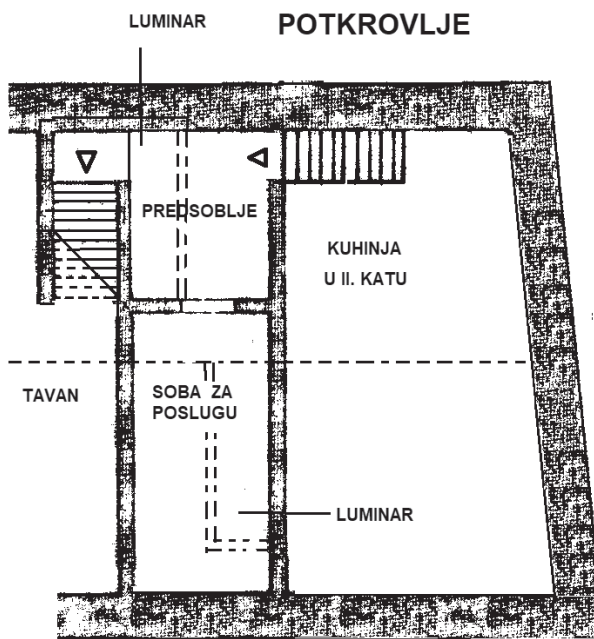 LUMINAR
POTKROVLJE
PREDSOBLJE
KUHINJA
U II. KATU
TAVAN
SOBA ZA
POSLUGU
LUMINAR